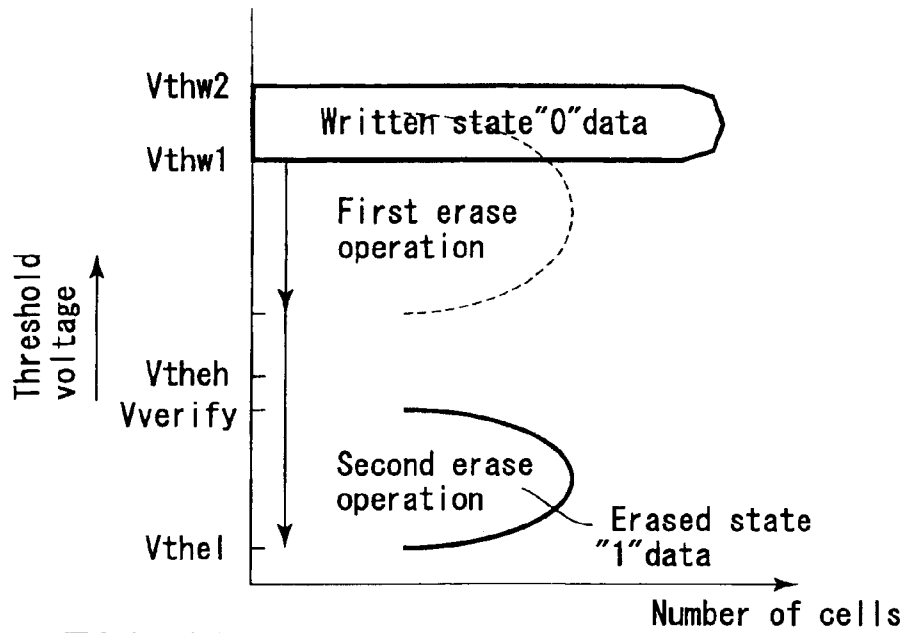 Vthw2
Written state"0"data
Vthw1
First erase
operation
Threshold
voltage
Vtheh
Vverify
Second erase
operation
Erased state
"1"data
Vthel
Number of cells